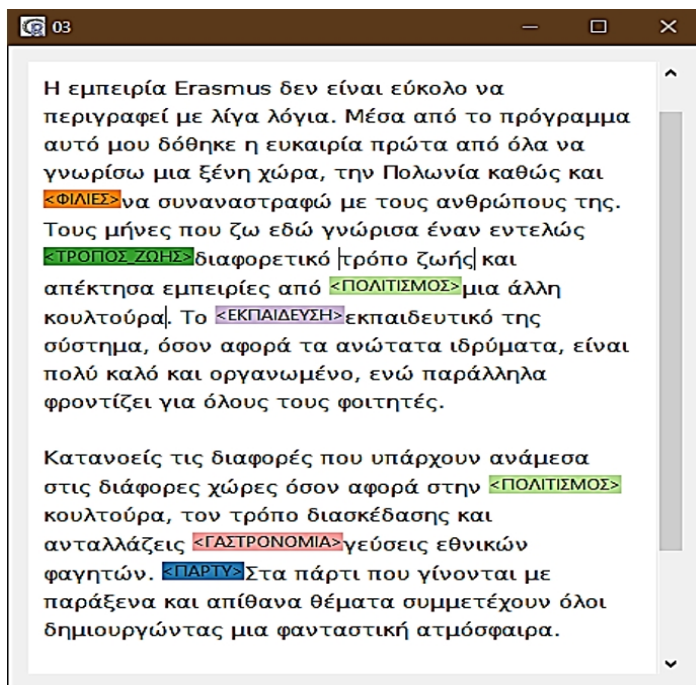 03
Η εμπειρία Erasmus δεν είναι εύκολο να
περιγραφεί με λίγα λόγια. Μέσα από το πρόγραμμα
αυτό μου δόθηκε η ευκαιρία πρώτα από όλα να
γνωρίσω μια ξένη χώρα, την Πολωνία καθώς και
<ΦΙΛΙΕΣ>να συναναστραφώ με τους ανθρώπους της.
Τους μήνες που ζω εδώ γνώρισα έναν εντελώς
<ΤΡΟΠΟΣ_ΖΩΗΣ>διαφορετικό τρόπο ζωής και
απέκτησα εμπειρίες από <ΠΟΛΙΤΙΣΜΟΣ>μια άλλη
κουλτούρα. Το <ΕΚΠΑΙΔΕΥΣΗ>εκπαιδευτικό της
σύστημα, όσον αφορά τα ανώτατα ιδρύματα, είναι
πολύ καλό και οργανωμένο, ενώ παράλληλα
φροντίζει για όλους τους φοιτητές.
Κατανοείς τις διαφορές που υπάρχουν ανάμεσα
στις διάφορες χώρες όσον αφορά στην <ΠΟΛΙΤΙΣΜΟΣ>
κουλτούρα, τον τρόπο διασκέδασης και
ανταλλάζεις <ΓΑΣΤΡΟΝΟΜΙΑ>γεύσεις εθνικών
φαγητών. <ΠΑΡΤΥ>Στα πάρτι που γίνονται με
παράξενα και απίθανα θέματα συμμετέχουν όλοι
δημιουργώντας μια φανταστική ατμόσφαιρα.